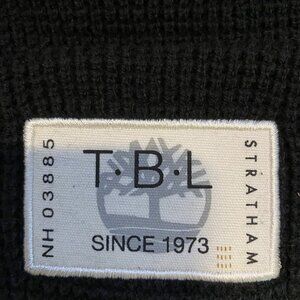 NH 03885
T·B·L
SINCE 1973
STRATHAM